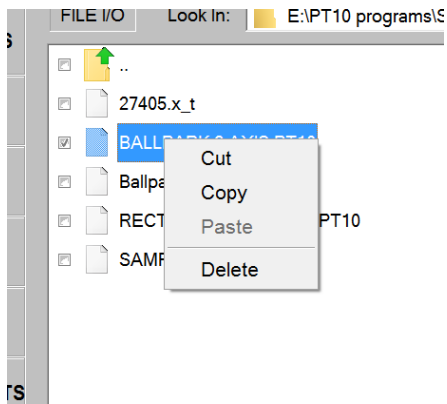 FILE I/O Look In: E:\PT10 programs\S
S
..
27405.x_t
BALLPARK 3 AXIS.PT10
Cut
Ballpa
Copy
RECT PT10
Paste
SAMP
Delete
TS